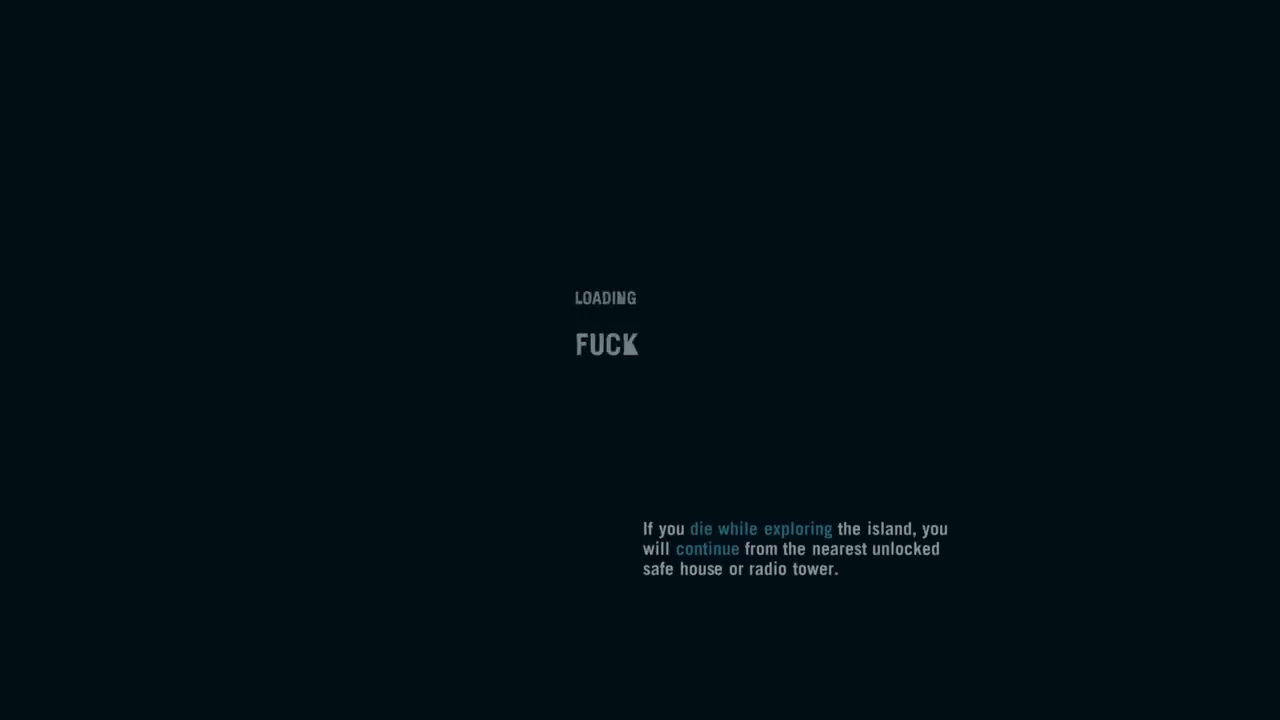 LOADING
FUCK
If you die while exploring the island, you
will continue from the nearest unlocked
safe house or radio tower.